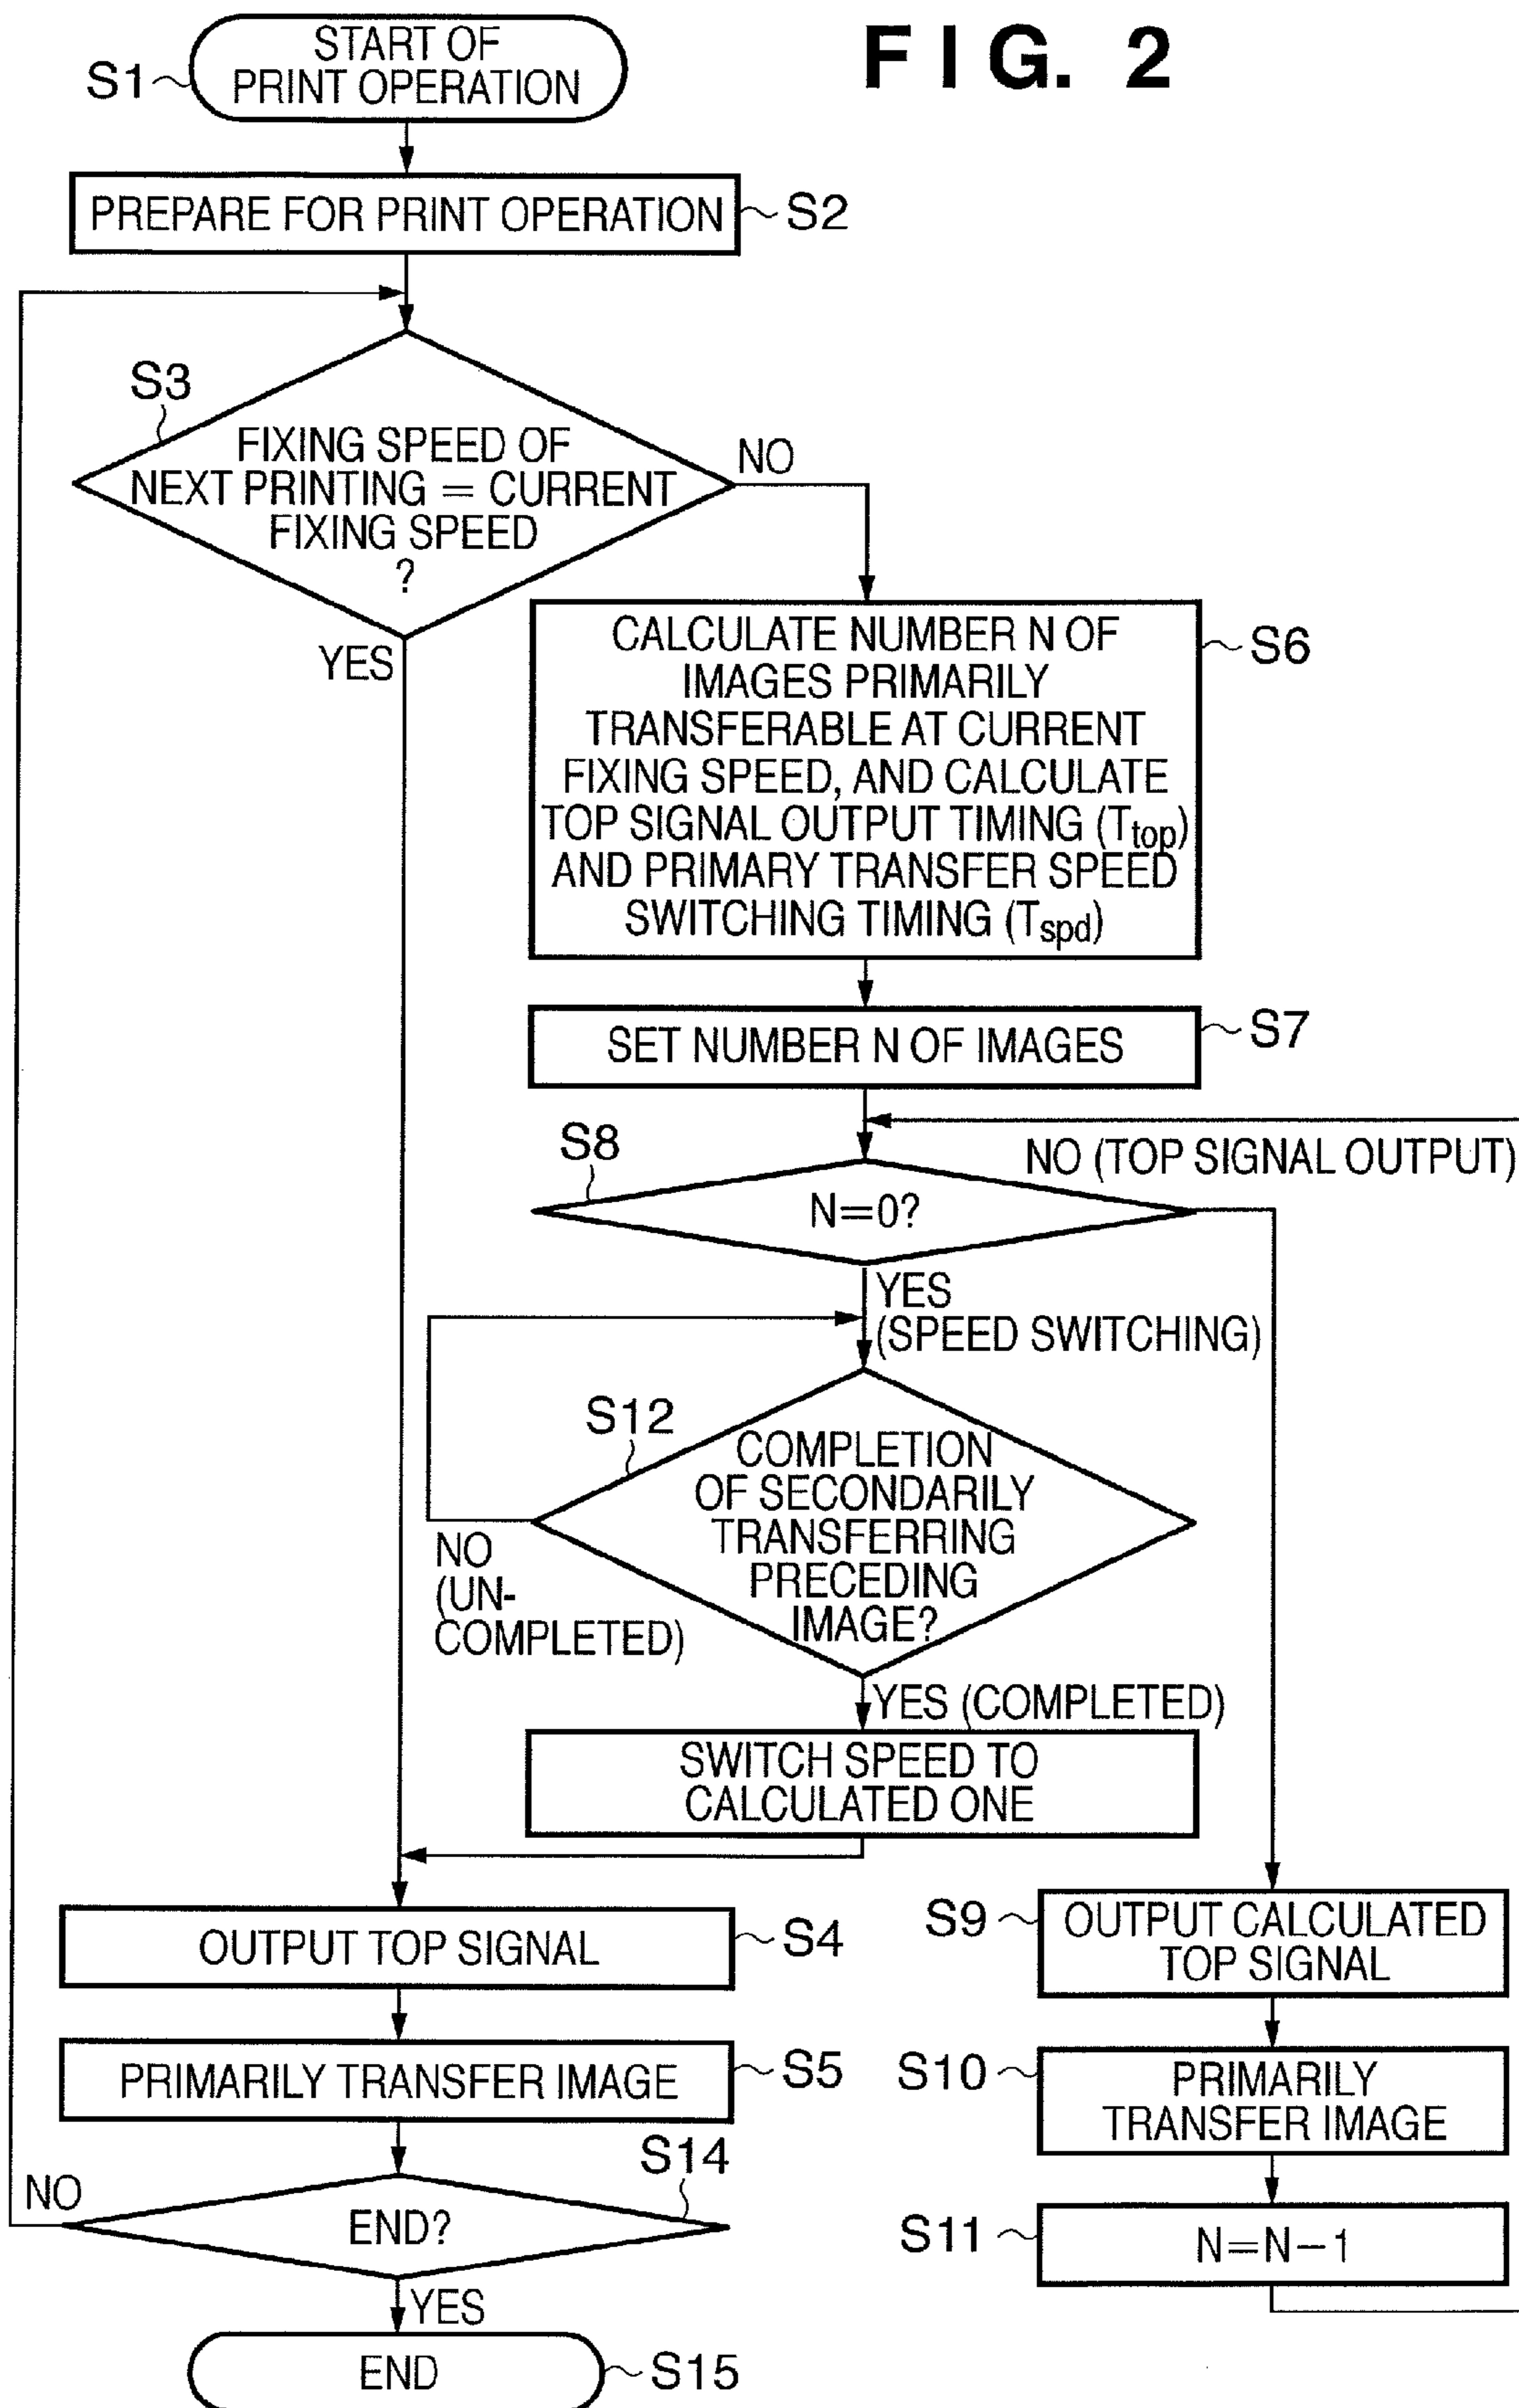 FIG. 2
START OF
PRINT OPERATION
S1
PREPARE FOR PRINT OPERATION
S2
S3
FIXING SPEED OF
NEXT PRINTING = CURRENT
FIXING SPEED
?
NO
YES
CALCULATE NUMBER N OF
IMAGES PRIMARILY
TRANSFERABLE AT CURRENT
FIXING SPEED, AND CALCULATE
TOP SIGNAL OUTPUT TIMING (Ttop)
AND PRIMARY TRANSFER SPEED
SWITCHING TIMING (Tspd)
S6
SET NUMBER N OF IMAGES
S7
S8
NO (TOP SIGNAL OUTPUT)
N=0?
YES
(SPEED SWITCHING)
S12
COMPLETION
OF SECONDARILY
TRANSFERRING
PRECEDING
IMAGE?
NO
(UN-
COMPLETED)
YES (COMPLETED)
SWITCH SPEED TO
CALCULATED ONE
OUTPUT TOP SIGNAL
S4
S9
OUTPUT CALCULATED
TOP SIGNAL
PRIMARILY TRANSFER IMAGE
S5
S10
PRIMARILY
TRANSFER IMAGE
S14
NO
END?
S11
N=N-1
YES
END
S15